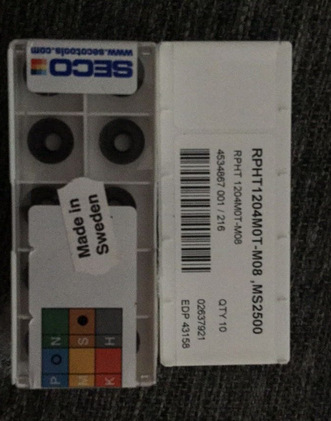 SECO
www.secotools.com
Made in
Sweden
P M K
N S H
RPHT1204M0T-M08 ,MS2500
RPHT 1204M0T-M08
4534867 001 / 216
QTY 10
02637921
EDP 43158